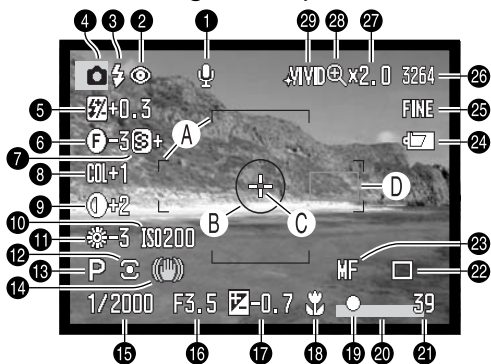 4 3 2 1 29 28 27
VIVID x2.0 3264 26
5 +0.3 FINE 25
6 F-3 S+ A 24
7
8 COL+1 D
9 +2 B C
10
11 -3 ISO200 23
12 MF
13 P 22
14
1/2000 F3.5 -0.7 39
15 16 17 18 19 20 21